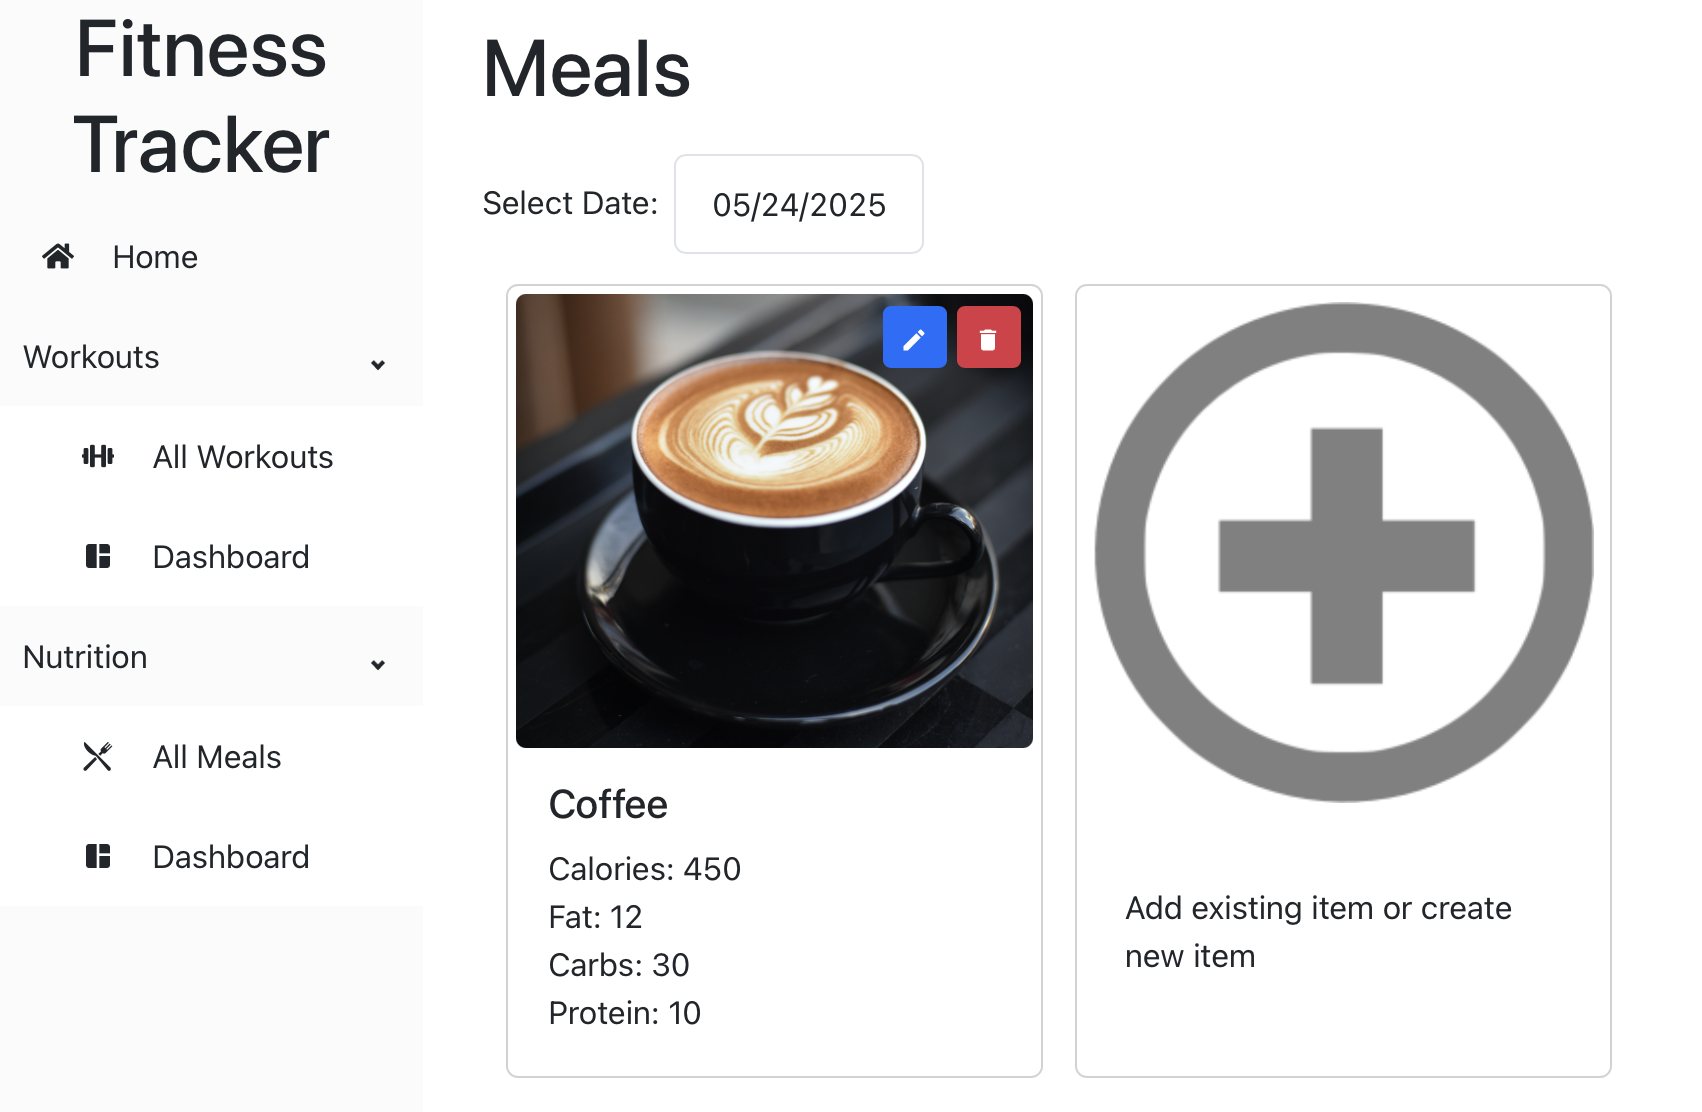 Fitness
Tracker
Home
Workouts
All Workouts
Dashboard
Nutrition
All Meals
Dashboard
Meals
Select Date: 05/24/2025
Coffee
Calories: 450
Fat: 12
Carbs: 30
Protein: 10
Add existing item or create
new item